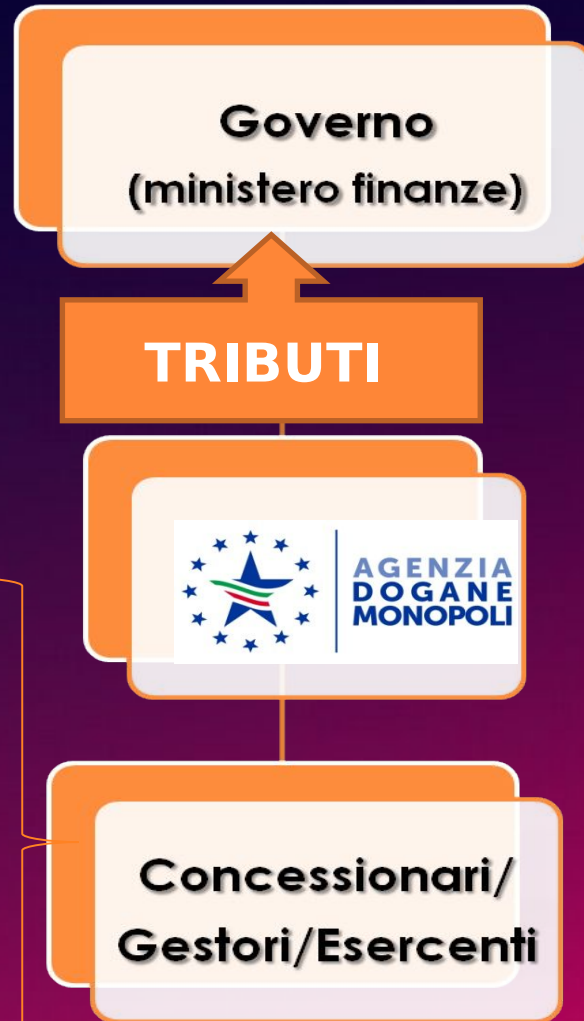 Governo
(ministero finanze)
TRIBUTI
AGENZIA
DOGANE
MONOPOLI
Concessionari/
Gestori/Esercenti